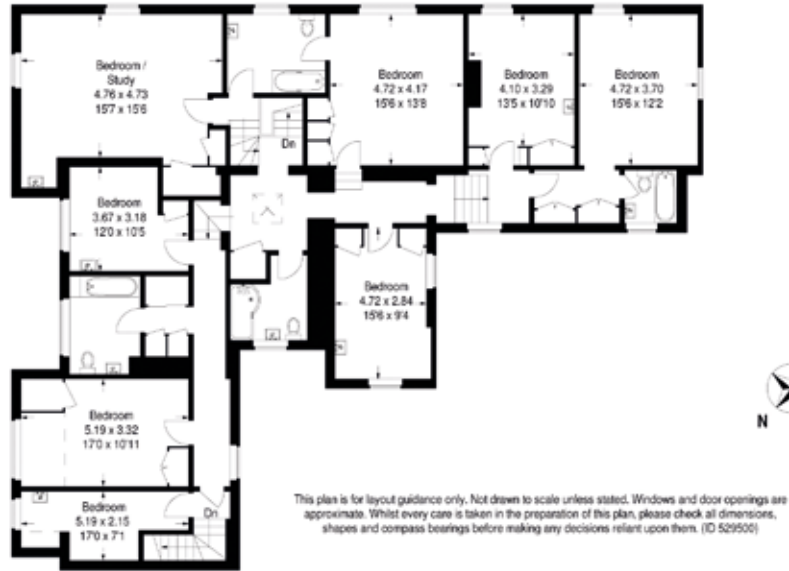 Bedroom /
Study
4.76 x 4.73
15'7 x 15'6
Bedroom
4.72 x 4.17
15'6 x 13'8
Bedroom
4.10 x 3.29
13'5 x 10'10
Bedroom
4.72 x 3.70
15'6 x 12'2
Dn
Bedroom
3.67 x 3.18
12'0 x 10'5
Bedroom
4.72 x 2.84
15'6 x 9'4
Bedroom
5.19 x 3.32
17'0 x 10'11
Bedroom
5.19 x 2.15
17'0 x 7'1
Dn
N
This plan is for layout guidance only. Not drawn to scale unless stated. Windows and door openings are
approximate. Whilst every care is taken in the preparation of this plan, please check all dimensions,
shapes and compass bearings before making any decisions reliant upon them. (ID 529500)